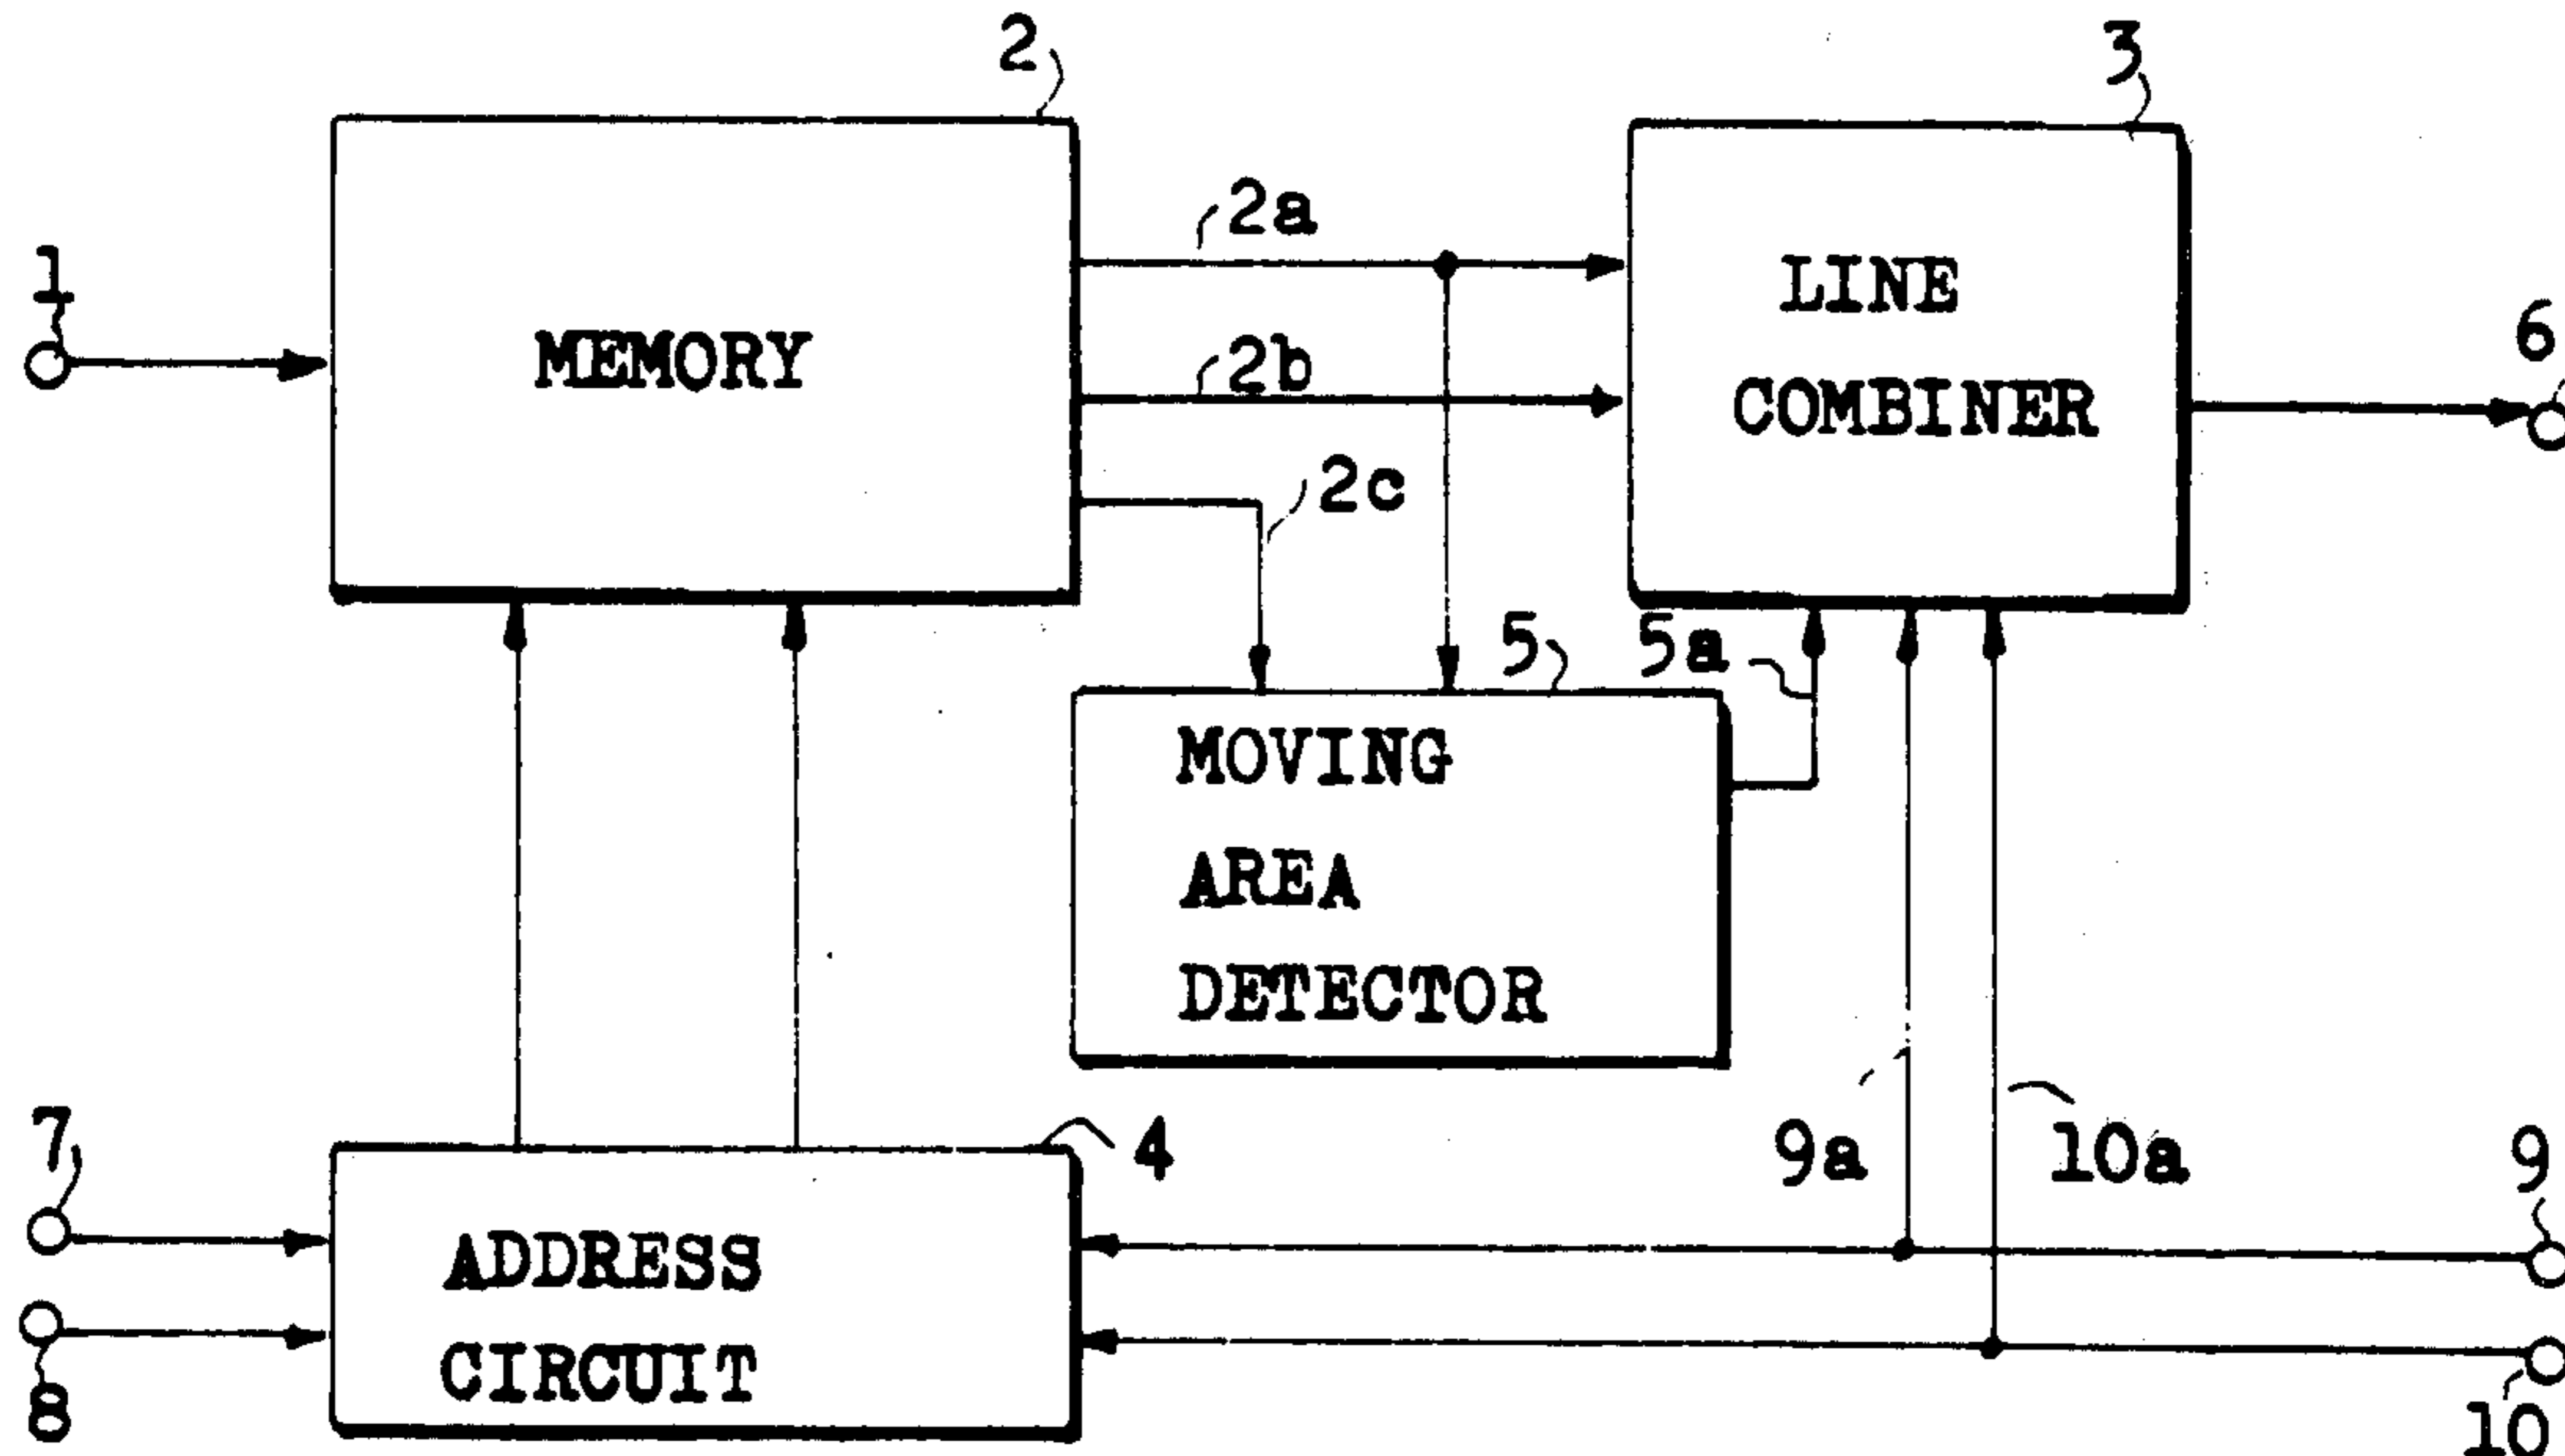 2
3
1
2a
LINE
MEMORY
2b
COMBINER
6
2c
5
5a
MOVING
AREA
DETECTOR
7
4
9a
10a
9
ADDRESS
CIRCUIT
8
10